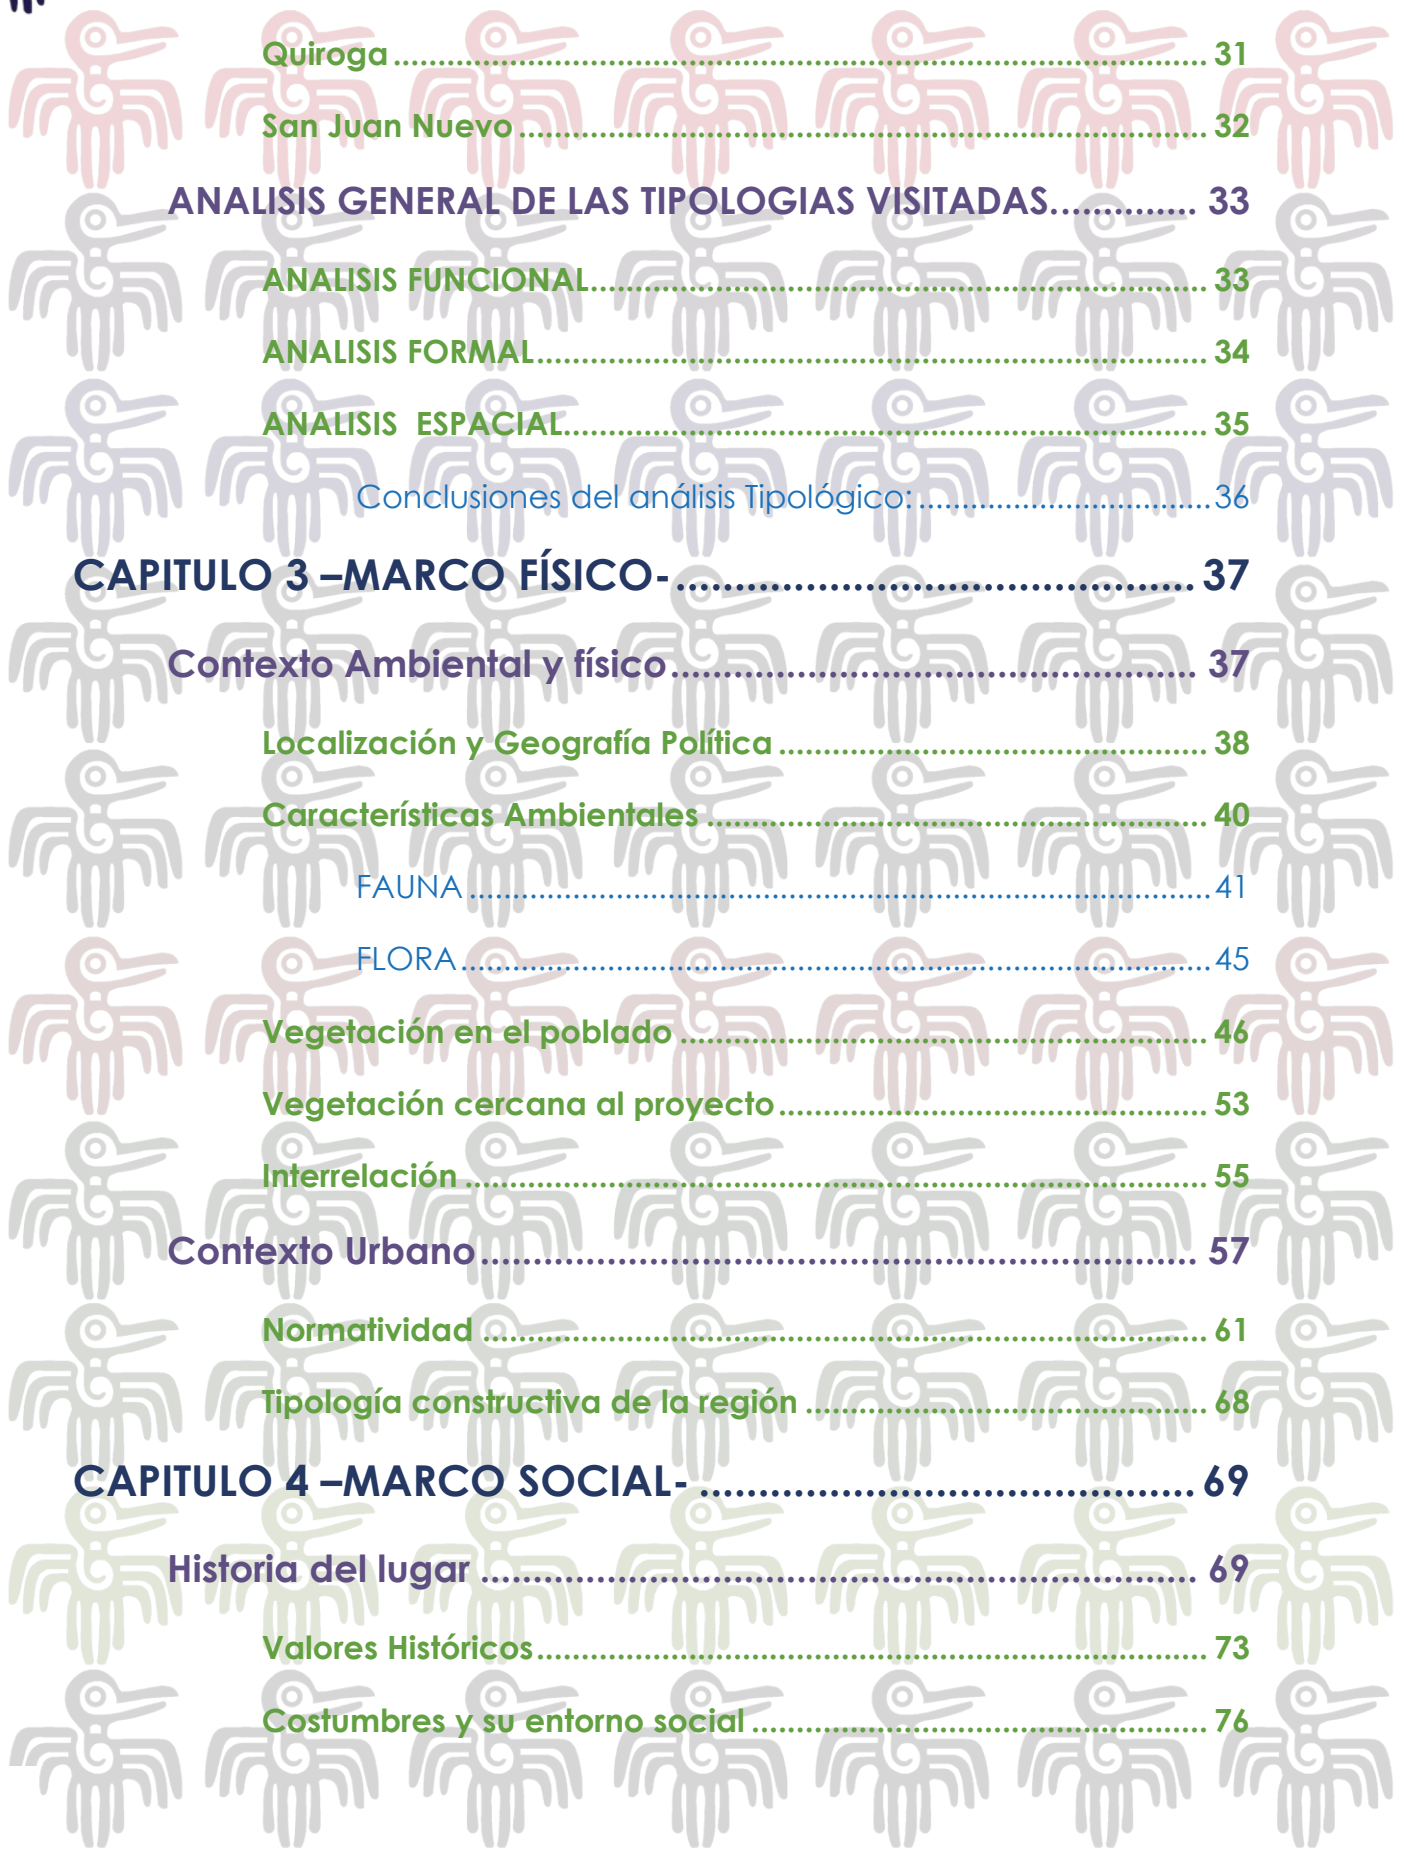 Quiroga ........................................................................................... 31
San Juan Nuevo ............................................................................. 32
ANALISIS GENERAL DE LAS TIPOLOGIAS VISITADAS. .............. 33
ANALISIS FUNCIONAL..................................................................... 33
ANALISIS FORMAL........................................................................... 34
ANALISIS  ESPACIAL........................................................................ 35
Conclusiones del análisis Tipológico: .................................. 36
CAPITULO 3 –MARCO FÍSICO- ............................................ 37
Contexto Ambiental y físico .................................................. 37
Localización y Geografía Política ................................................ 38
Características Ambientales ........................................................ 40
FAUNA ...................................................................................... 41
FLORA ....................................................................................... 45
Vegetación en el poblado ........................................................... 46
Vegetación cercana al proyecto ................................................ 53
Interrelación ................................................................................... 55
Contexto Urbano .................................................................... 57
Normatividad ................................................................................. 61
Tipología constructiva de la región ............................................. 68
CAPITULO 4 –MARCO SOCIAL- .......................................... 69
Historia del lugar .................................................................... 69
Valores Históricos ........................................................................... 73
Costumbres y su entorno social ................................................... 76